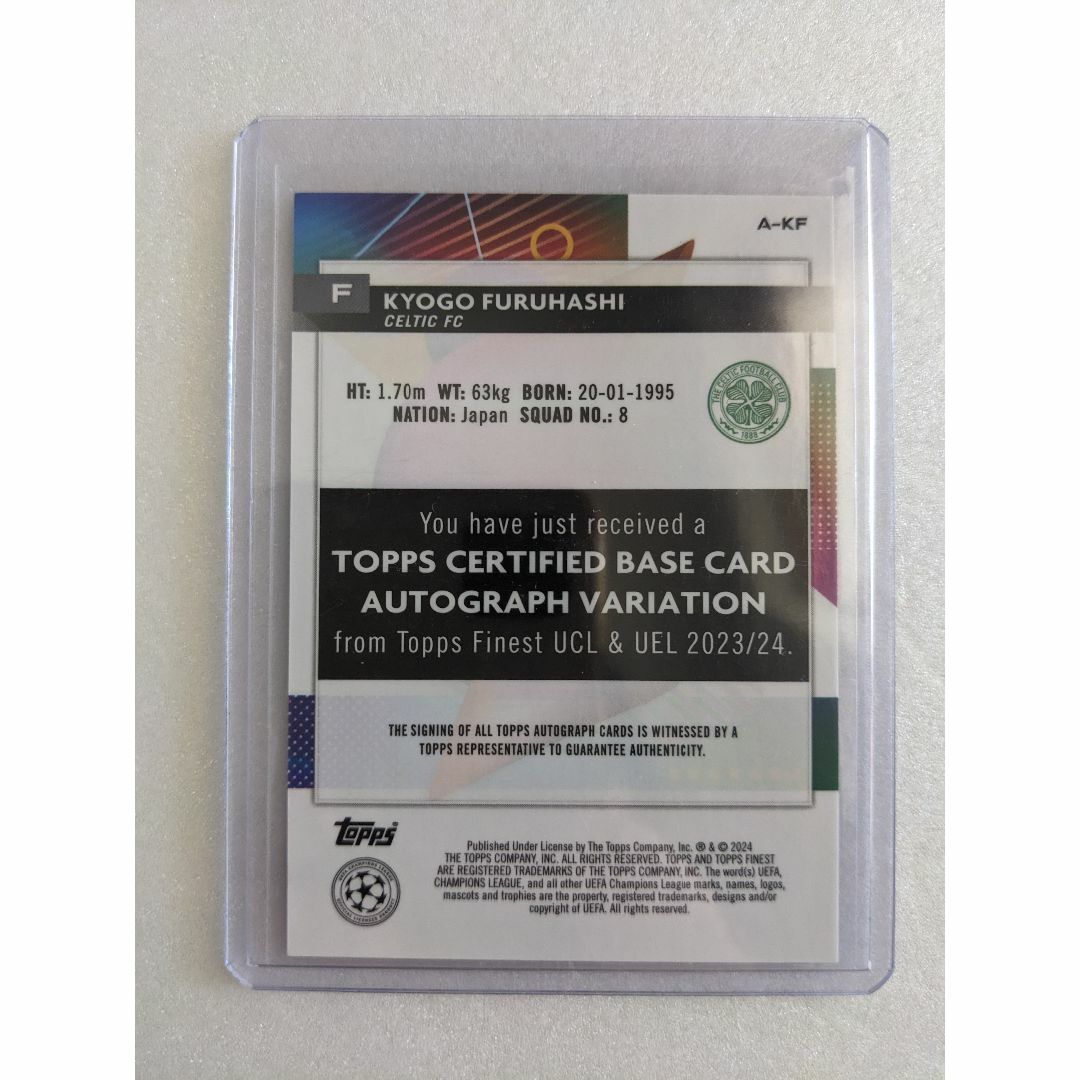 A-KF
F
KYOGO FURUHASHI
CELTIC FC
HT: 1.70m WT: 63kg BORN: 20-01-1995
NATION: Japan SQUAD NO.: 8
THE CELTIC FOOTBALL CLUB
1888
You have just received a
TOPPS CERTIFIED BASE CARD
AUTOGRAPH VARIATION
from Topps Finest UCL & UEL 2023/24.
THE SIGNING OF ALL TOPPS AUTOGRAPH CARDS IS WITNESSED BY A
TOPPS REPRESENTATIVE TO GUARANTEE AUTHENTICITY.
topps®
Published Under License by The Topps Company, Inc. ® & © 2024
THE TOPPS COMPANY, INC. ALL RIGHTS RESERVED. TOPPS AND TOPPS FINEST
ARE REGISTERED TRADEMARKS OF THE TOPPS COMPANY, INC. The word(s) UEFA,
CHAMPIONS LEAGUE, and all other UEFA Champions League marks, names, logos,
mascots and trophies are the property, registered trademarks, designs and/or
copyright of UEFA. All rights reserved.
UEFA CHAMPIONS LEAGUE
OFFICIAL LICENSED PRODUCT